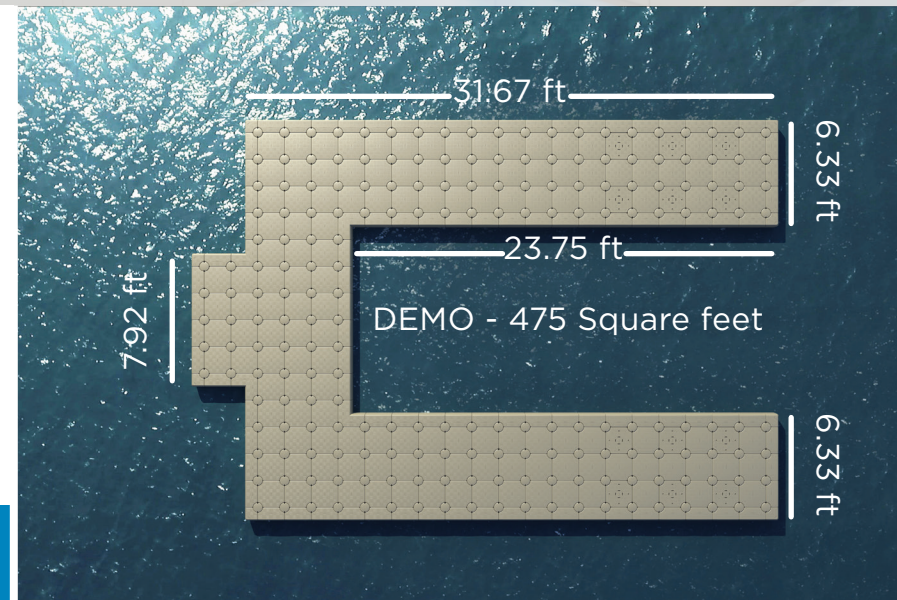 31.67 ft
6.33 ft
23.75 ft
7.92 ft
DEMO - 475 Square feet
6.33 ft